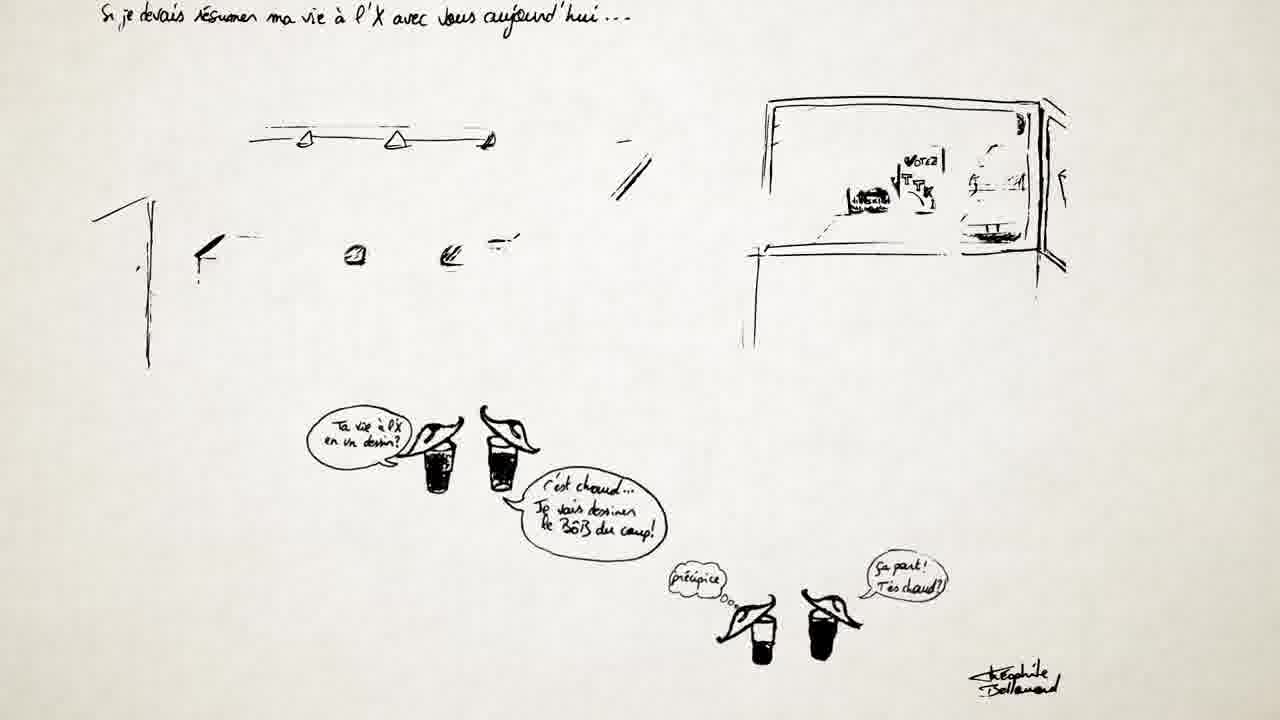 Si je devais résumer ma vie à l'X avec vous aujourd'hui...
VOTEZ
TTK
Ta vie à l'X
en un dessin?
c'est chaud...
Je vais dessiner
le BôB du coup!
précipice
ça part!
T'es chaud?
Théophile